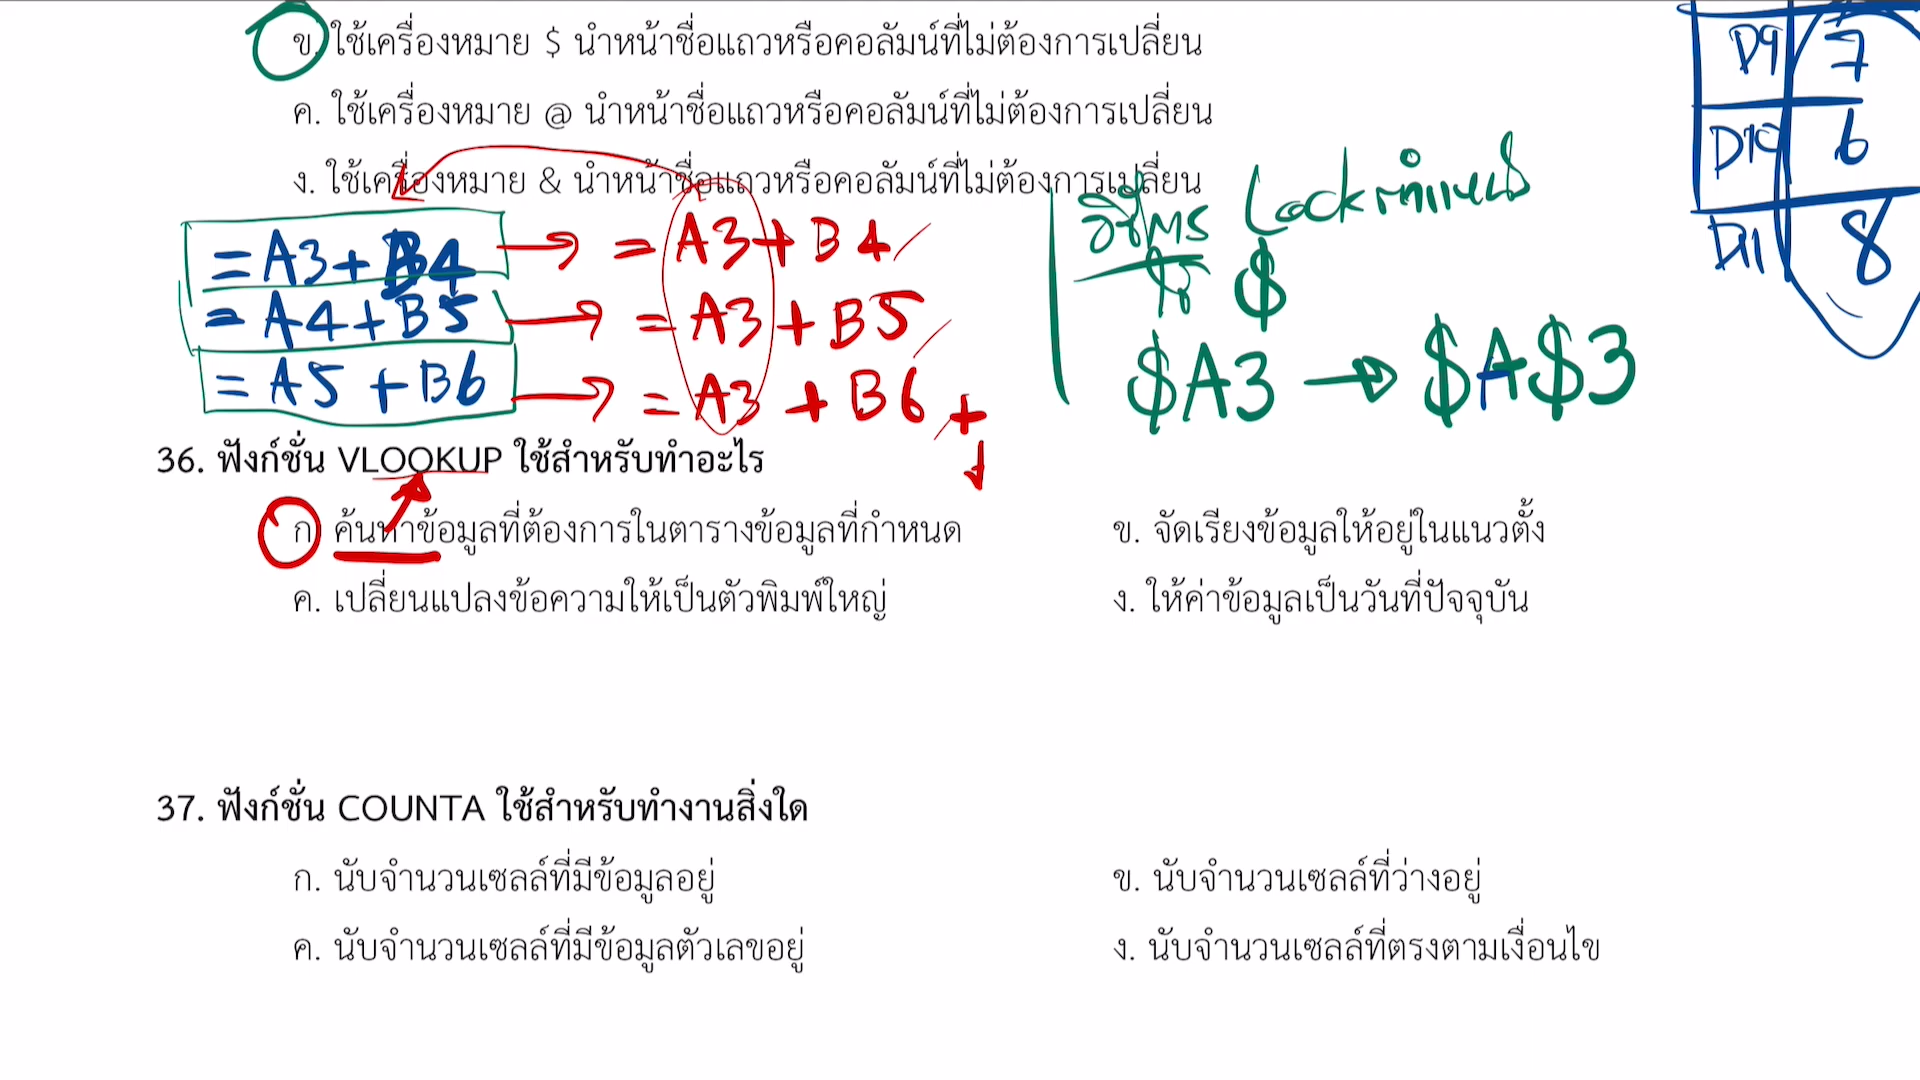 ข. ใช้เครื่องหมาย $ นำหน้าชื่อแถวหรือคอลัมน์ที่ไม่ต้องการเปลี่ยน
ค. ใช้เครื่องหมาย @ นำหน้าชื่อแถวหรือคอลัมน์ที่ไม่ต้องการเปลี่ยน
ง. ใช้เครื่องหมาย & นำหน้าชื่อแถวหรือคอลัมน์ที่ไม่ต้องการเปลี่ยน
D9 7
D10 6
D11 8
Lockตำแหน่ง
$
$A3 → $A$3
=A3+B4 → =A3+B4
=A4+B5 → =A3+B5
=A5+B6 → =A3+B6
36. ฟังก์ชั่น VLOOKUP ใช้สำหรับทำอะไร
ก. ค้นหาข้อมูลที่ต้องการในตารางข้อมูลที่กำหนด
ข. จัดเรียงข้อมูลให้อยู่ในแนวตั้ง
ค. เปลี่ยนแปลงข้อความให้เป็นตัวพิมพ์ใหญ่
ง. ให้ค่าข้อมูลเป็นวันที่ปัจจุบัน
37. ฟังก์ชั่น COUNTA ใช้สำหรับทำงานสิ่งใด
ก. นับจำนวนเซลล์ที่มีข้อมูลอยู่
ข. นับจำนวนเซลล์ที่ว่างอยู่
ค. นับจำนวนเซลล์ที่มีข้อมูลตัวเลขอยู่
ง. นับจำนวนเซลล์ที่ตรงตามเงื่อนไข